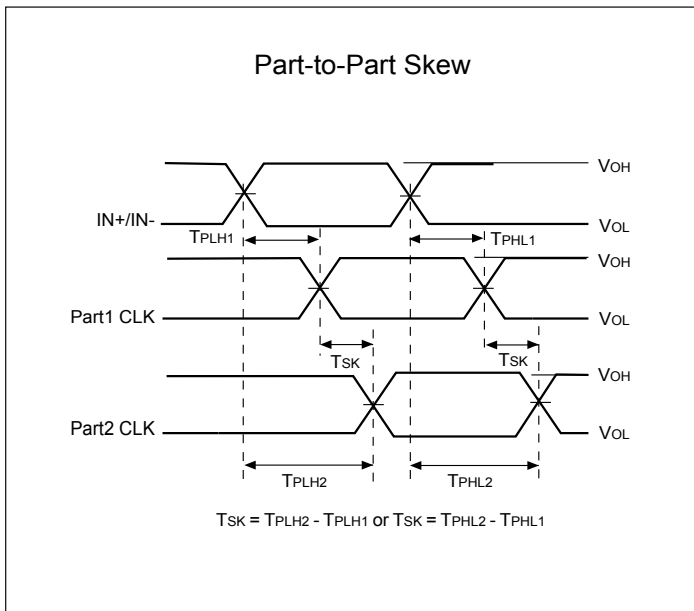 Part-to-Part Skew
VOH
IN+/IN-
VOL
TPLH1
TPHL1
VOH
Part1 CLK
VOL
TSK
TSK
VOH
Part2 CLK
VOL
TPLH2
TPHL2
TSK = TPLH2 - TPLH1 or TSK = TPHL2 - TPHL1